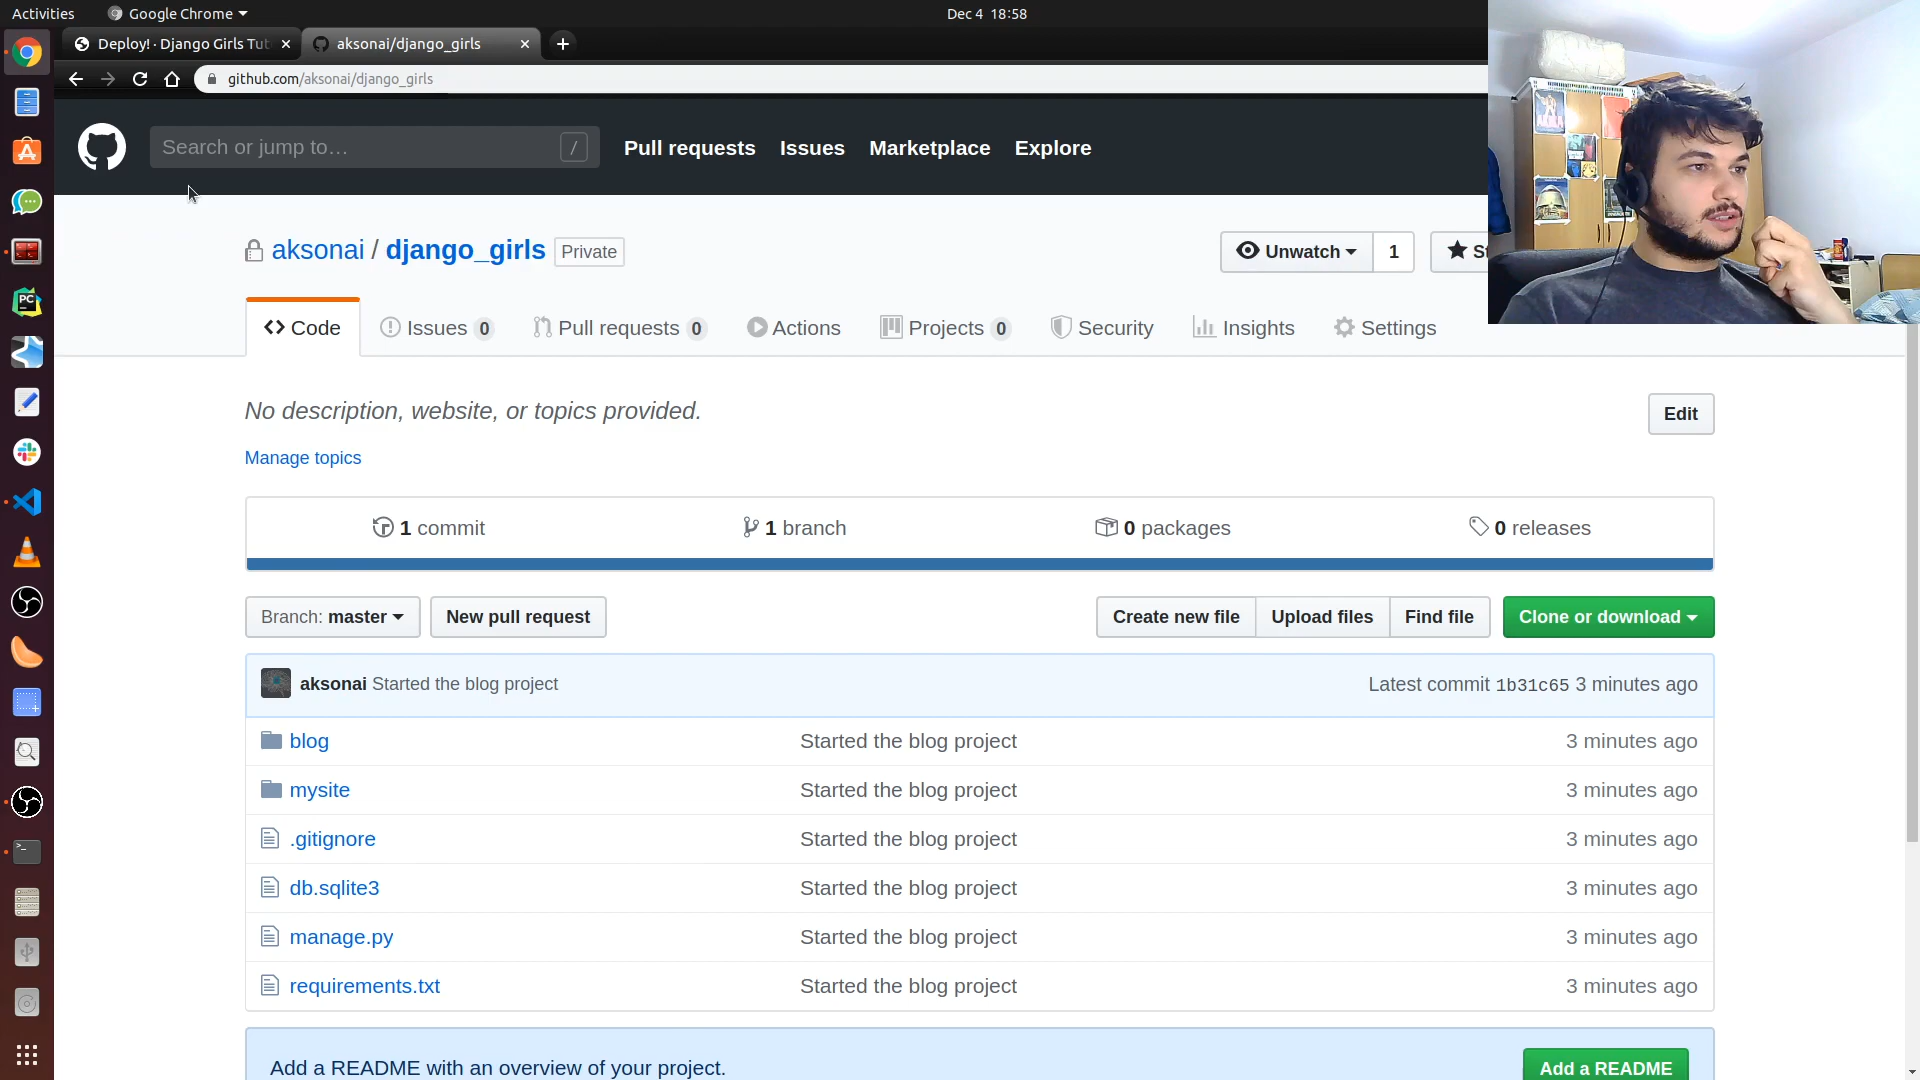 Activities Google Chrome Dec 4 18:58
Deploy! · Django Girls Tut aksonai/django_girls
github.com/aksonai/django_girls
Search or jump to… / Pull requests Issues Marketplace Explore
aksonai / django_girls Private Unwatch 1 St
Code Issues 0 Pull requests 0 Actions Projects 0 Security Insights Settings
No description, website, or topics provided. Edit
Manage topics
1 commit 1 branch 0 packages 0 releases
Branch: master New pull request Create new file Upload files Find file Clone or download
aksonai Started the blog project Latest commit 1b31c65 3 minutes ago
blog Started the blog project 3 minutes ago
mysite Started the blog project 3 minutes ago
.gitignore Started the blog project 3 minutes ago
db.sqlite3 Started the blog project 3 minutes ago
manage.py Started the blog project 3 minutes ago
requirements.txt Started the blog project 3 minutes ago
Add a README with an overview of your project. Add a README
PC